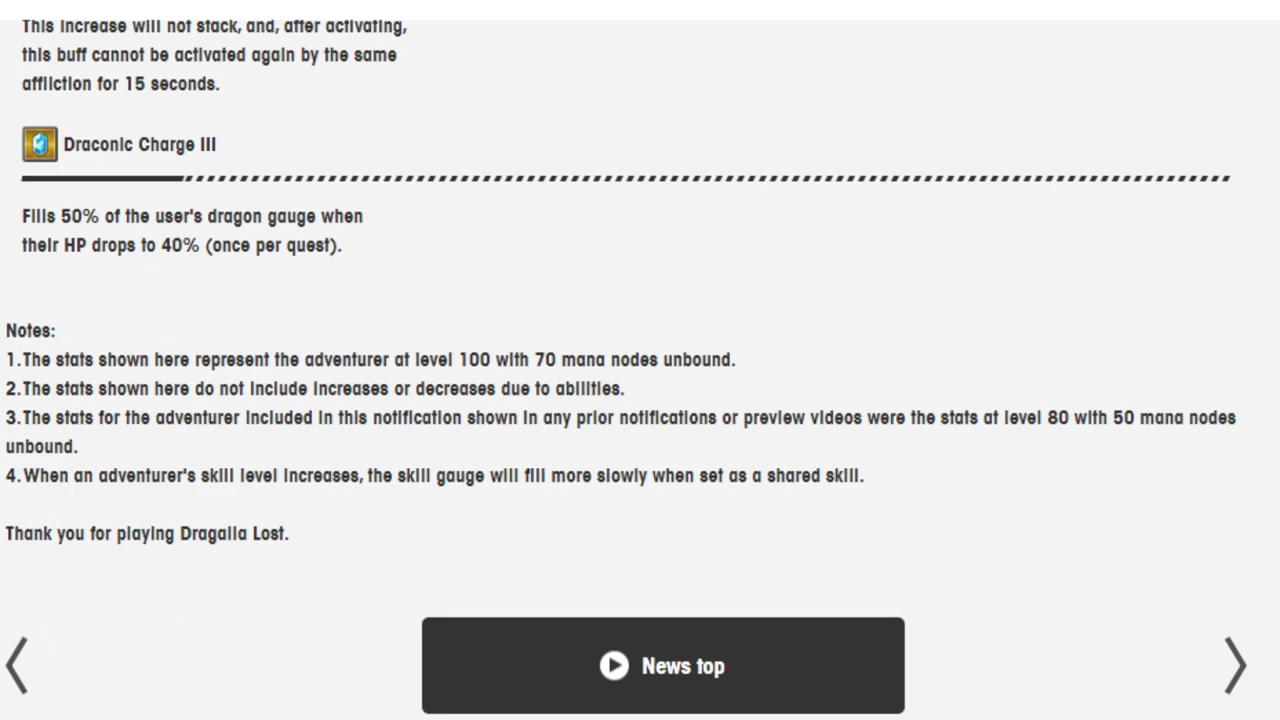 This increase will not stack, and, after activating,
this buff cannot be activated again by the same
affliction for 15 seconds.
Draconic Charge III
Fills 50% of the user's dragon gauge when
their HP drops to 40% (once per quest).
Notes:
1.The stats shown here represent the adventurer at level 100 with 70 mana nodes unbound.
2.The stats shown here do not include increases or decreases due to abilities.
3.The stats for the adventurer included in this notification shown in any prior notifications or preview videos were the stats at level 80 with 50 mana nodes
unbound.
4.When an adventurer's skill level increases, the skill gauge will fill more slowly when set as a shared skill.
Thank you for playing Dragalia Lost.
News top